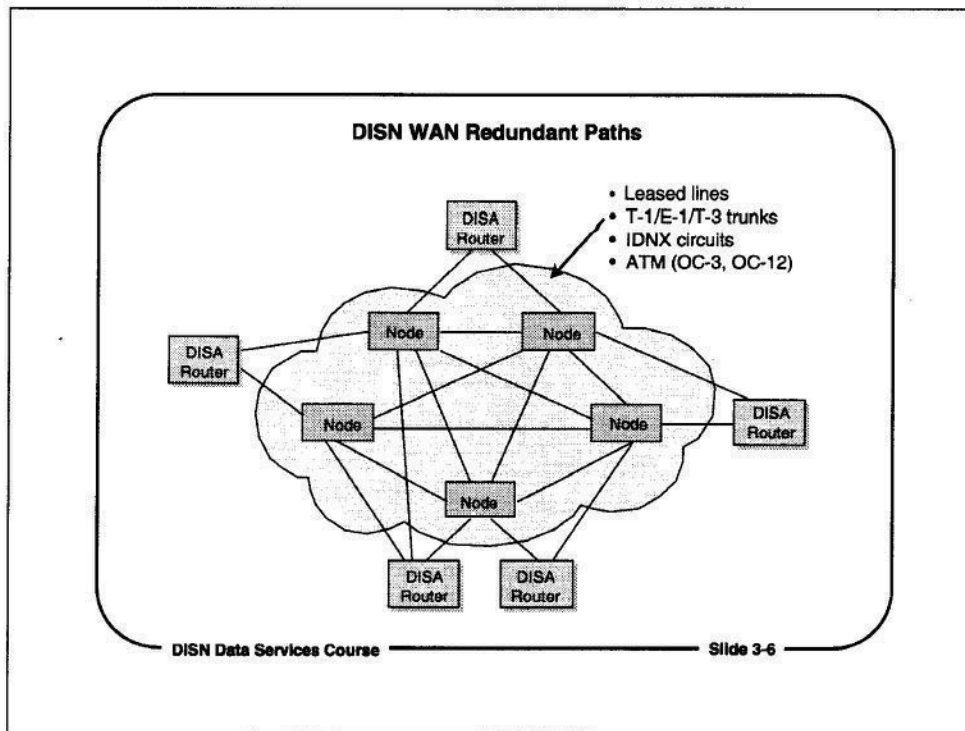 DISN WAN Redundant Paths
• Leased lines
• T-1/E-1/T-3 trunks
• IDNX circuits
• ATM (OC-3, OC-12)
DISA
Router
Node
Node
DISA
Router
Node
Node
DISA
Router
Node
DISA
Router
DISA
Router
DISN Data Services Course
Slide 3-6